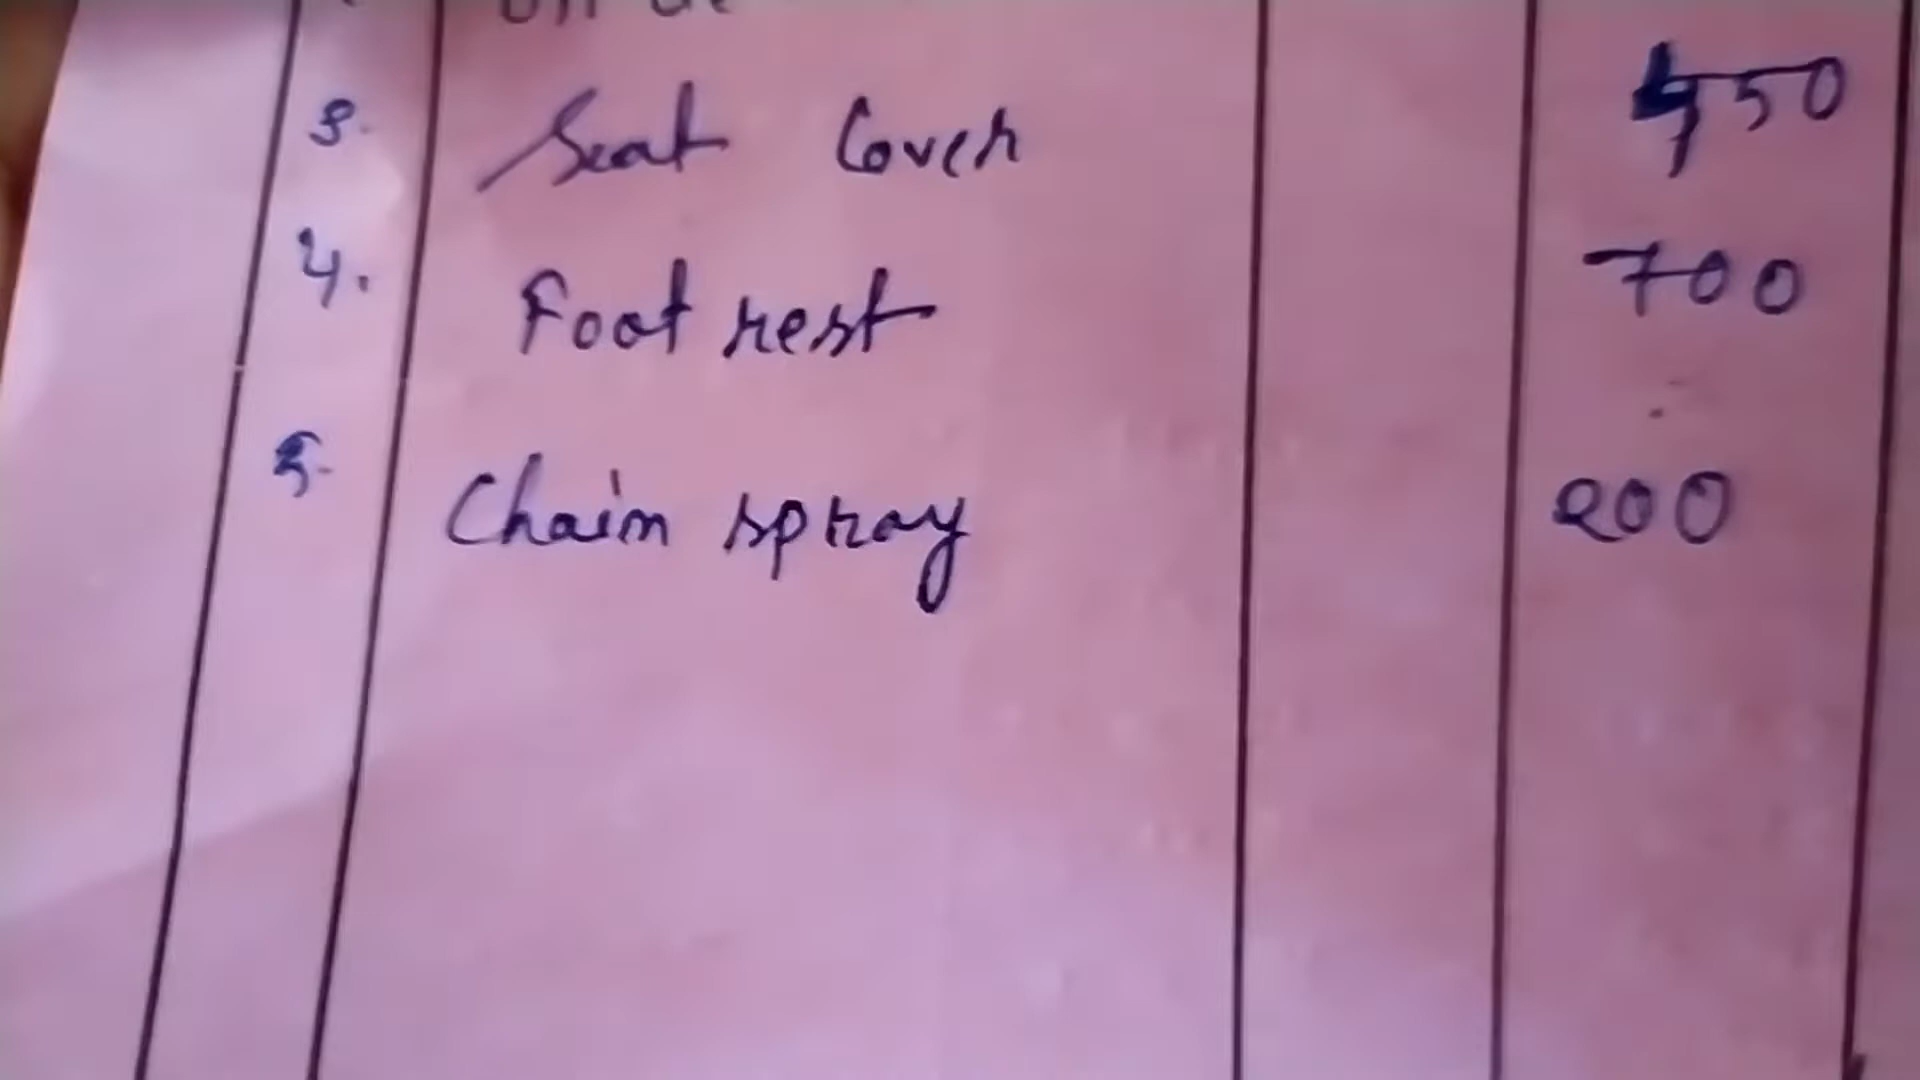 3. Seat Cover 450
4. Foot rest 700
5. Chain spray 200